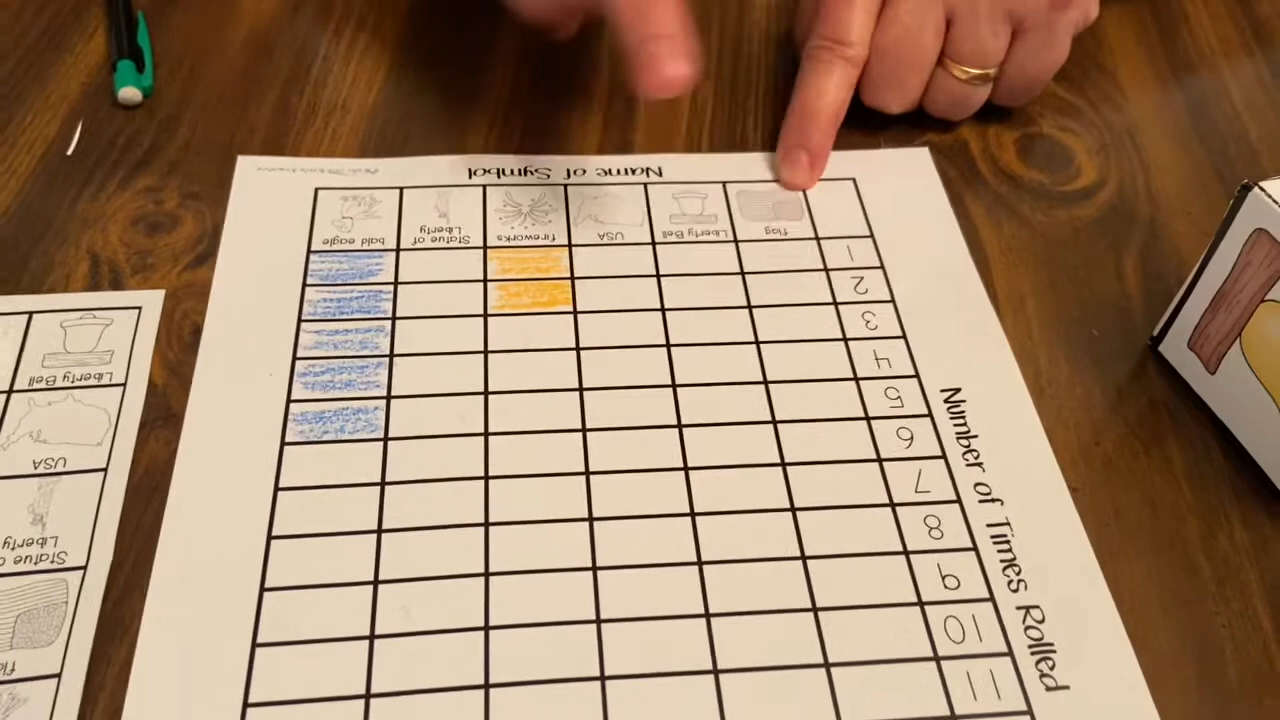 Name of Symbol
flag
Liberty Bell
USA
fireworks
Statue of
Liberty
bald eagle
1
2
3
4
5
6
7
8
9
10
11
Number of Times Rolled
Liberty Bell
USA
Statue
Liberty